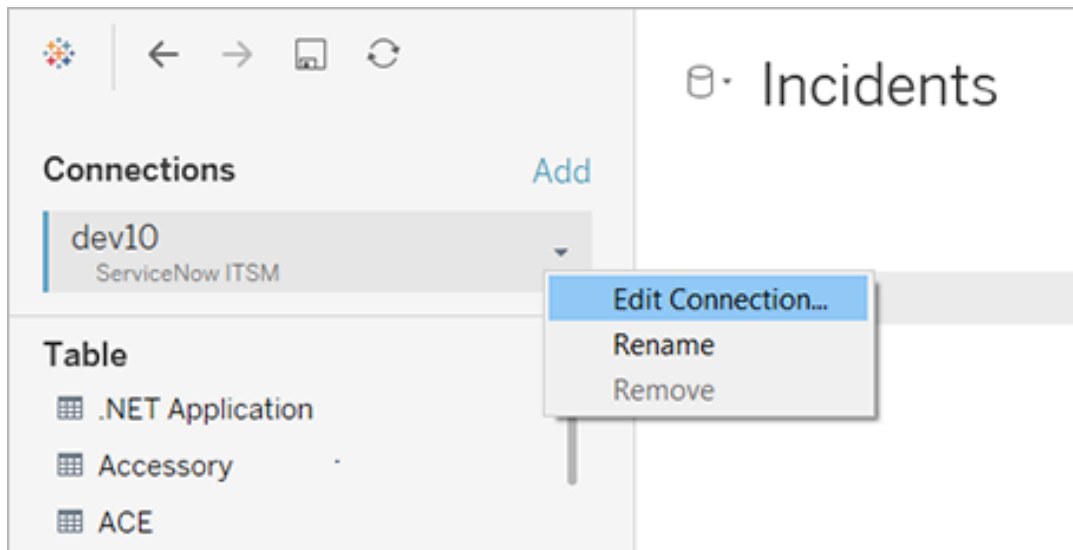 Incidents
Connections Add
dev10
ServiceNow ITSM
Edit Connection...
Rename
Remove
Table
.NET Application
Accessory
ACE